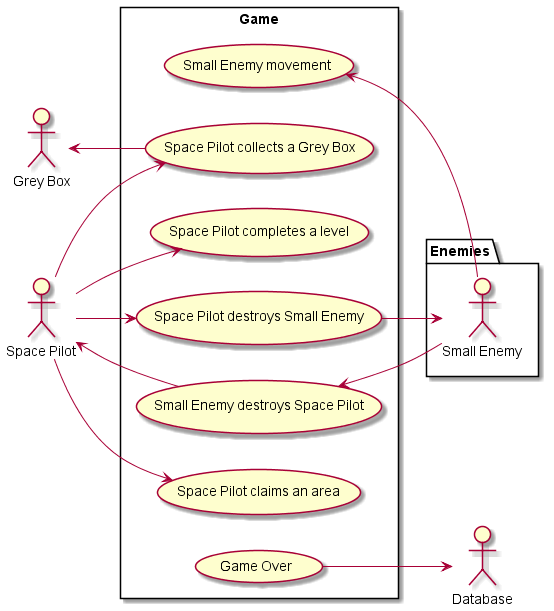 Game
Small Enemy movement
Space Pilot collects a Grey Box
Grey Box
Space Pilot completes a level
Enemies
Space Pilot destroys Small Enemy
Space Pilot
Small Enemy
Small Enemy destroys Space Pilot
Space Pilot claims an area
Game Over
Database